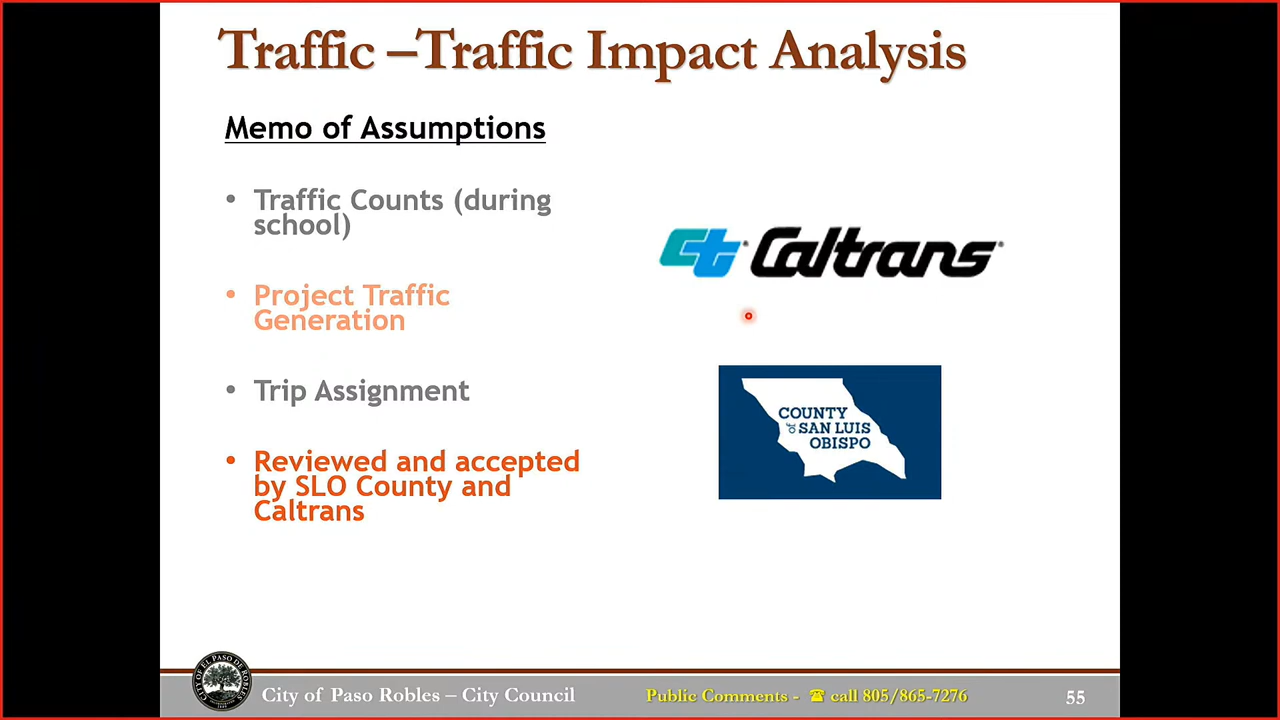 Traffic –Traffic Impact Analysis
Memo of Assumptions
• Traffic Counts (during
school)
• Project Traffic
Generation
• Trip Assignment
• Reviewed and accepted
by SLO County and
Caltrans
ct Caltrans
COUNTY
OF SAN LUIS
OBISPO
City of Paso Robles – City Council
Public Comments - ☎ call 805/865-7276
55